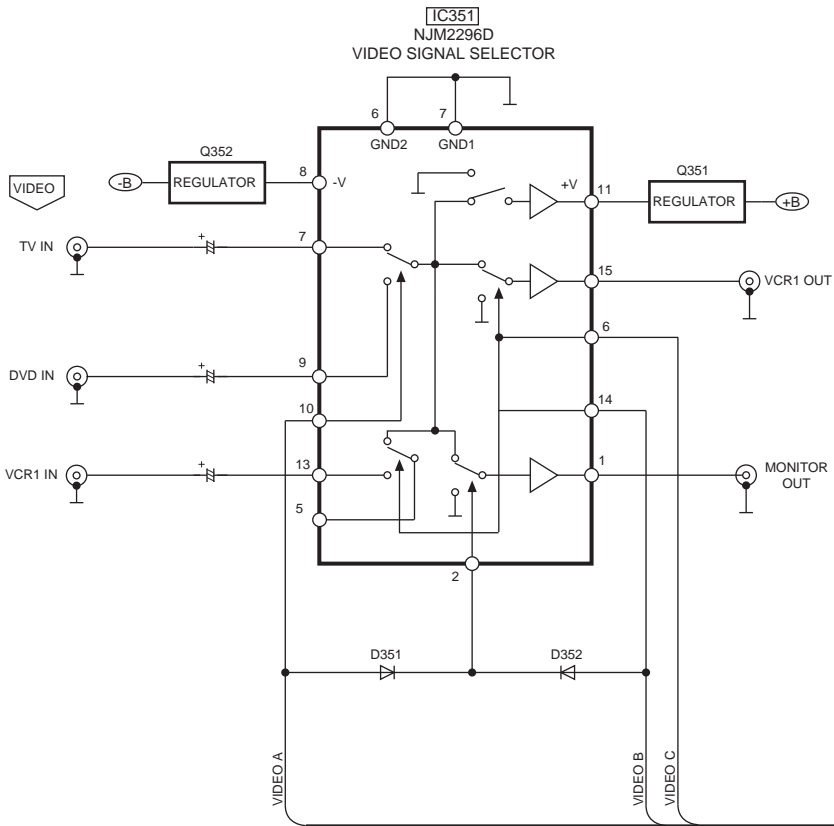 IC351
NJM2296D
VIDEO SIGNAL SELECTOR
6
7
GND2
GND1
Q352
-B
REGULATOR
8
-V
+V
11
Q351
REGULATOR
+B
VIDEO
TV IN
+
7
15
VCR1 OUT
6
DVD IN
+
9
10
14
VCR1 IN
+
13
1
MONITOR
OUT
5
2
D351
D352
VIDEO A
VIDEO B
VIDEO C